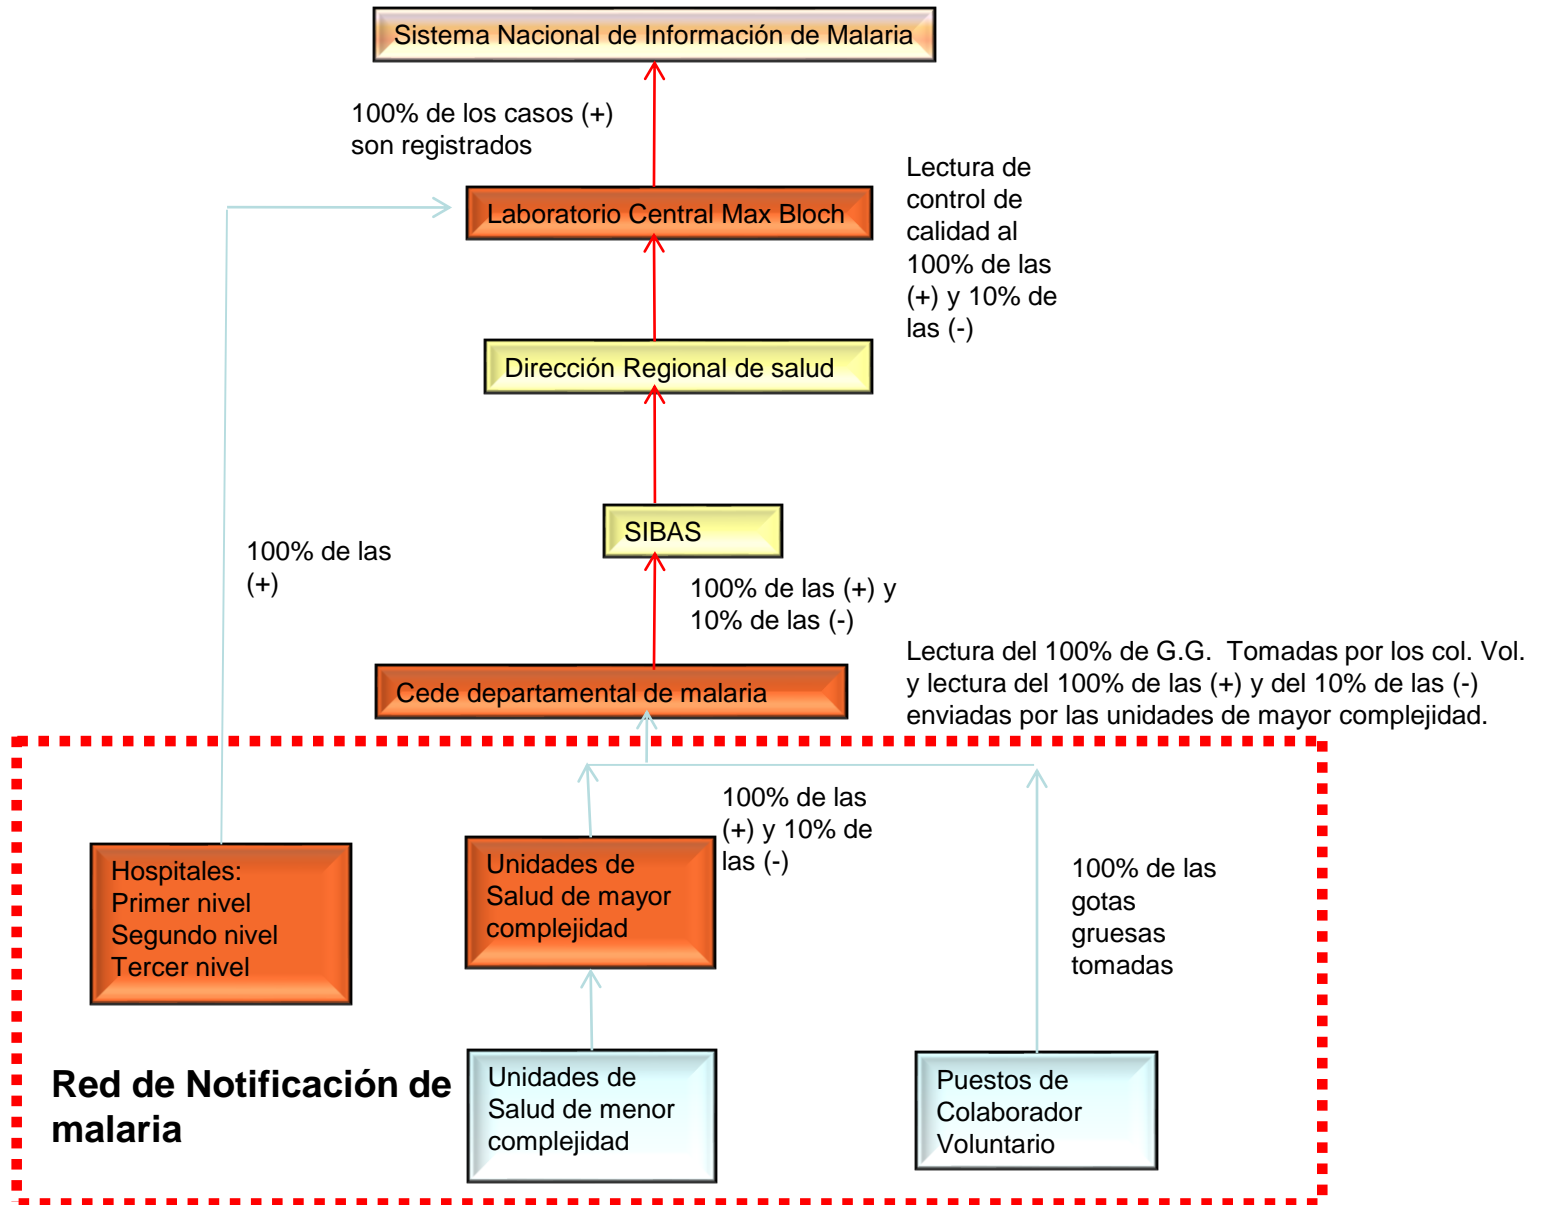 Sistema Nacional de Información de Malaria
100% de los casos (+)
son registrados
Laboratorio Central Max Bloch
Lectura de
control de
calidad al
100% de las
(+) y 10% de
las (-)
Dirección Regional de salud
SIBAS
100% de las
(+)
100% de las (+) y
10% de las (-)
Cede departamental de malaria
Lectura del 100% de G.G.  Tomadas por los col. Vol.
y lectura del 100% de las (+) y del 10% de las (-)
enviadas por las unidades de mayor complejidad.
100% de las
(+) y 10% de
las (-)
Hospitales:
Primer nivel
Segundo nivel
Tercer nivel
Unidades de
Salud de mayor
complejidad
100% de las
gotas
gruesas
tomadas
Red de Notificación de
malaria
Unidades de
Salud de menor
complejidad
Puestos de
Colaborador
Voluntario